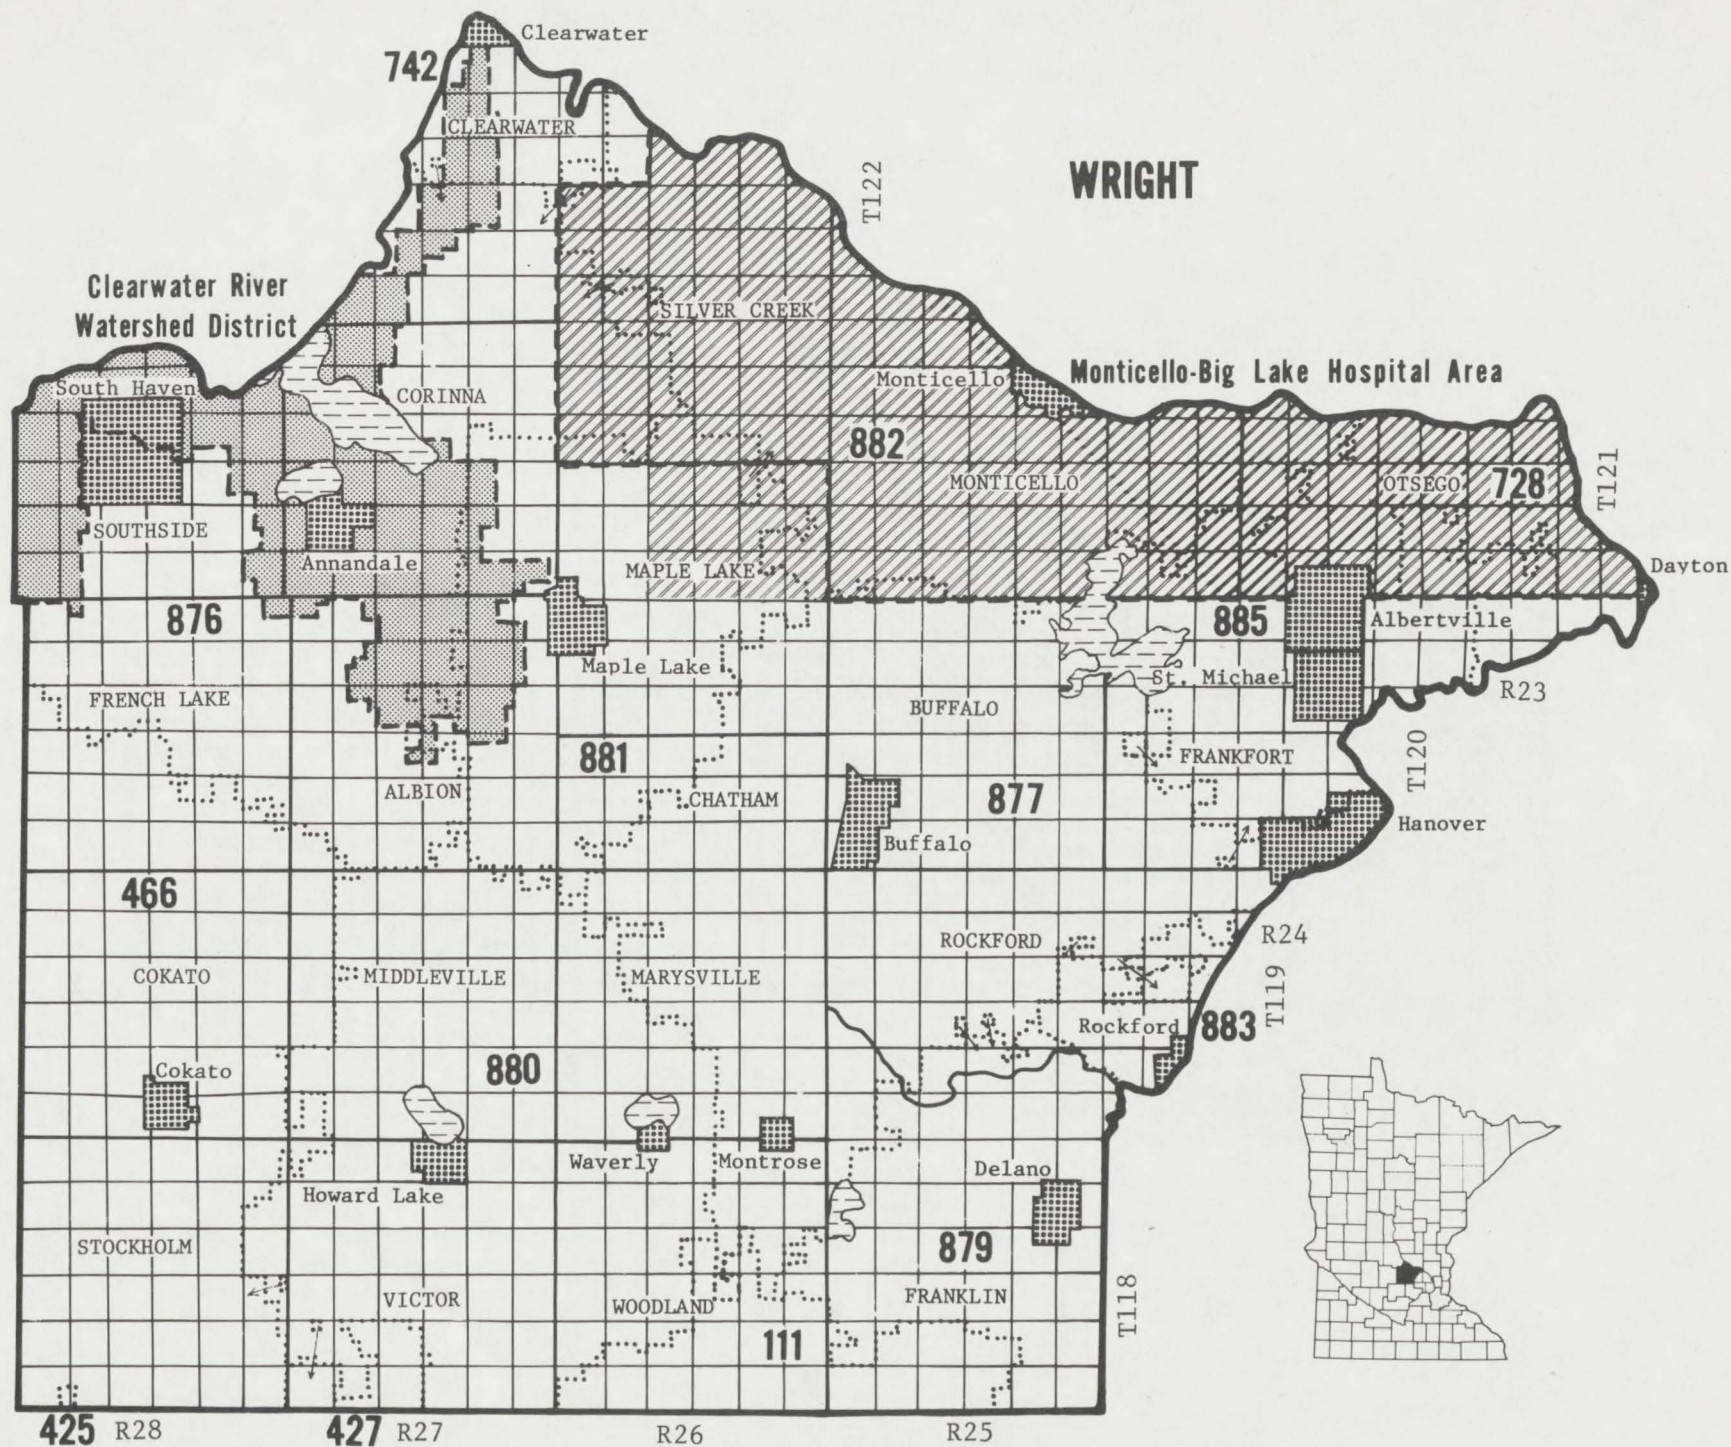 Clearwater
742
CLEARWATER
WRIGHT
T122
Clearwater River
Watershed District
SILVER CREEK
South Haven
CORINNA
Monticello
Monticello-Big Lake Hospital Area
882
MONTICELLO
OTSEGO
728
T121
SOUTHSIDE
Annandale
MAPLE LAKE
Dayton
876
885
Albertville
Maple Lake
St. Michael
R23
FRENCH LAKE
BUFFALO
881
FRANKFORT
T120
ALBION
CHATHAM
877
Hanover
Buffalo
466
ROCKFORD
R24
COKATO
MIDDLEVILLE
MARYSVILLE
T119
Rockford
883
Cokato
880
Waverly
Montrose
Delano
Howard Lake
STOCKHOLM
879
VICTOR
WOODLAND
FRANKLIN
T118
111
425
R28
427
R27
R26
R25